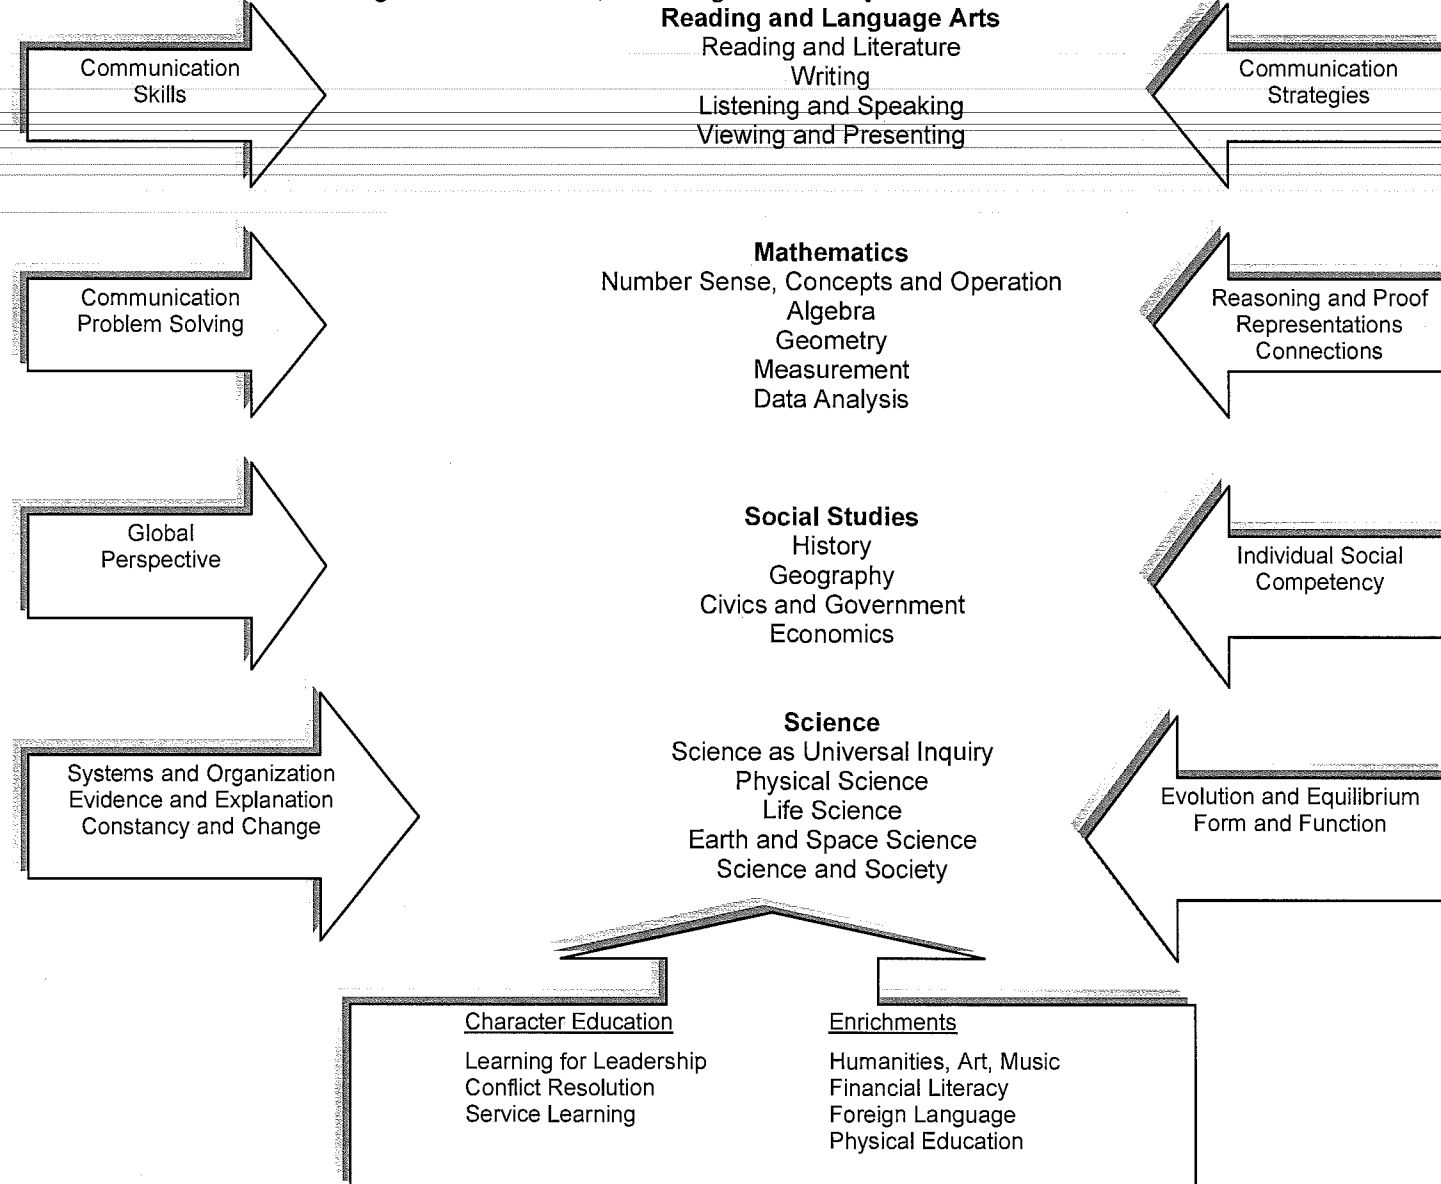 Reading and Language Arts
Reading and Literature
Writing
Listening and Speaking
Viewing and Presenting
Communication
Skills
Communication
Strategies
Mathematics
Number Sense, Concepts and Operation
Algebra
Geometry
Measurement
Data Analysis
Communication
Problem Solving
Reasoning and Proof
Representations
Connections
Social Studies
History
Geography
Civics and Government
Economics
Global
Perspective
Individual Social
Competency
Science
Science as Universal Inquiry
Physical Science
Life Science
Earth and Space Science
Science and Society
Systems and Organization
Evidence and Explanation
Constancy and Change
Evolution and Equilibrium
Form and Function
Character Education
Learning for Leadership
Conflict Resolution
Service Learning
Enrichments
Humanities, Art, Music
Financial Literacy
Foreign Language
Physical Education